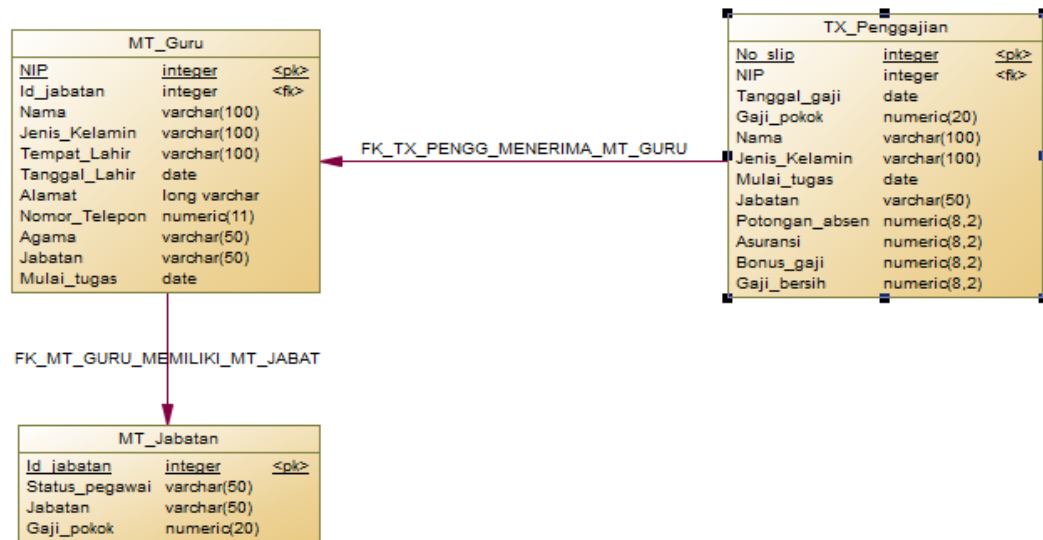 MT_Guru
NIP integer <pk>
Id_jabatan integer <fk>
Nama varchar(100)
Jenis_Kelamin varchar(100)
Tempat_Lahir varchar(100)
Tanggal_Lahir date
Alamat long varchar
Nomor_Telepon numeric(11)
Agama varchar(50)
Jabatan varchar(50)
Mulai_tugas date
FK_TX_PENGG_MENERIMA_MT_GURU
TX_Penggajian
No_slip integer <pk>
NIP integer <fk>
Tanggal_gaji date
Gaji_pokok numeric(20)
Nama varchar(100)
Jenis_Kelamin varchar(100)
Mulai_tugas date
Jabatan varchar(50)
Potongan_absen numeric(8,2)
Asuransi numeric(8,2)
Bonus_gaji numeric(8,2)
Gaji_bersih numeric(8,2)
FK_MT_GURU_MEMILIKI_MT_JABAT
MT_Jabatan
Id_jabatan integer <pk>
Status_pegawai varchar(50)
Jabatan varchar(50)
Gaji_pokok numeric(20)